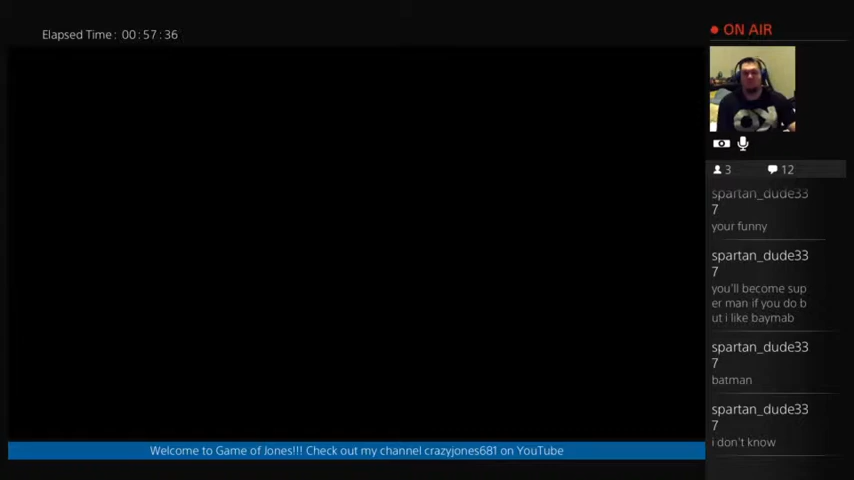 Elapsed Time: 00:57:36
ON AIR
OX
3 12
spartan_dude33
7
your funny
spartan_dude33
7
you'll become sup
er man if you do b
ut i like baymab
spartan_dude33
7
batman
spartan_dude33
7
i don't know
Welcome to Game of Jones!!! Check out my channel crazyjones681 on YouTube